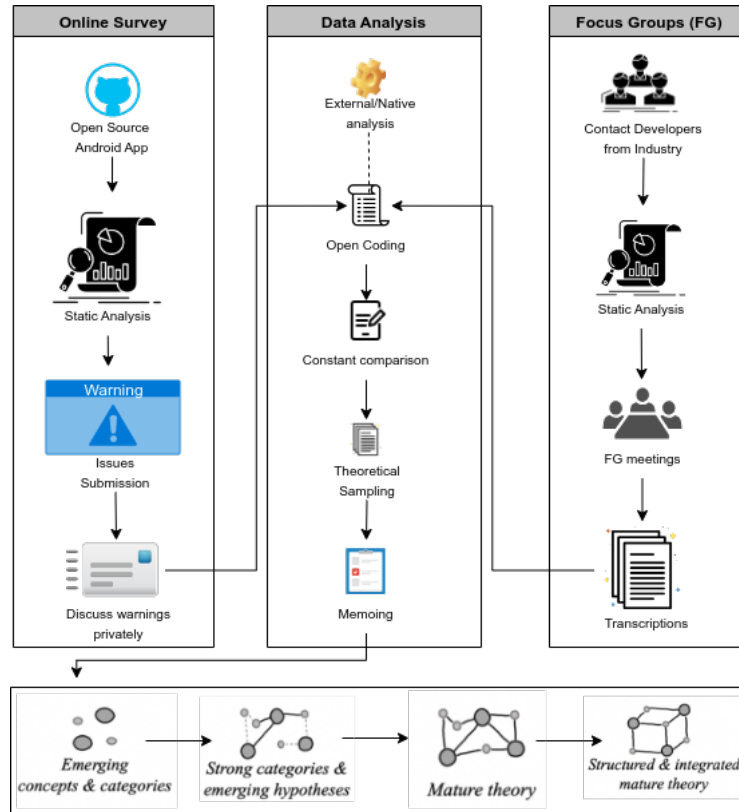 Online Survey
Open Source
Android App
Static Analysis
Warning
Issues
Submission
Discuss warnings
privately
Data Analysis
External/Native
analysis
Open Coding
Constant comparison
Theoretical
Sampling
Memoing
Focus Groups (FG)
Contact Developers
from Industry
Static Analysis
FG meetings
Transcriptions
Emerging
concepts & categories
Strong categories &
emerging hypotheses
Mature theory
Structured & integrated
mature theory